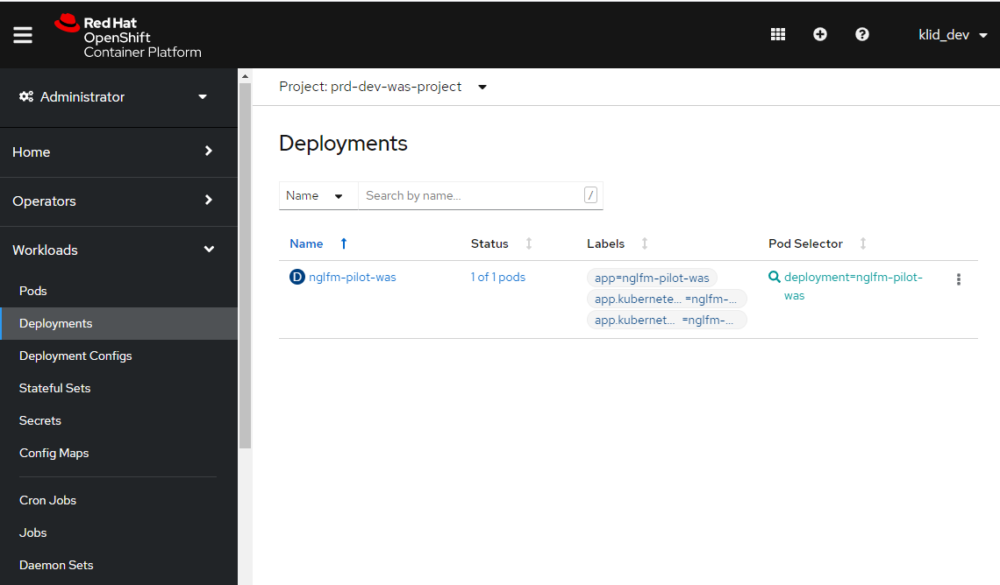 Red Hat
OpenShift
Container Platform
klid_dev
Administrator
Home
Operators
Workloads
Pods
Deployments
Deployment Configs
Stateful Sets
Secrets
Config Maps
Cron Jobs
Jobs
Daemon Sets
Project: prd-dev-was-project
Deployments
Name Search by name... /
Name Status Labels Pod Selector
D nglfm-pilot-was 1 of 1 pods app=nglfm-pilot-was deployment=nglfm-pilot-
was
app.kubernete... =nglfm-...
app.kubernet... =nglfm-...